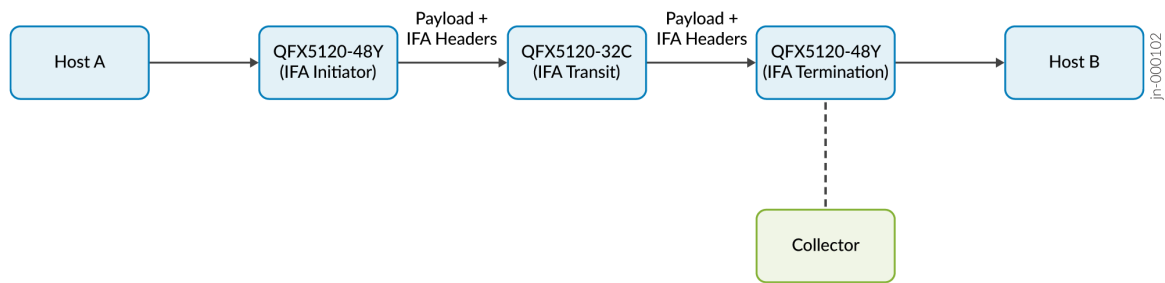 Host A
QFX5120-48Y
(IFA Initiator)
Payload +
IFA Headers
QFX5120-32C
(IFA Transit)
Payload +
IFA Headers
QFX5120-48Y
(IFA Termination)
Host B
jn-000102
Collector